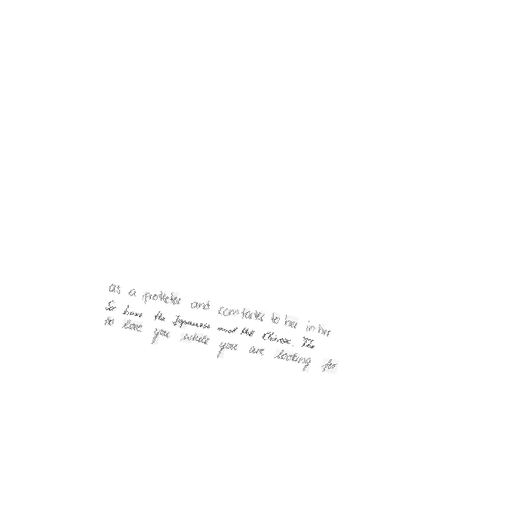 as a protecter and comforter to her in her
So have the Japanese and the Chinese. The
to love you while you are looking for